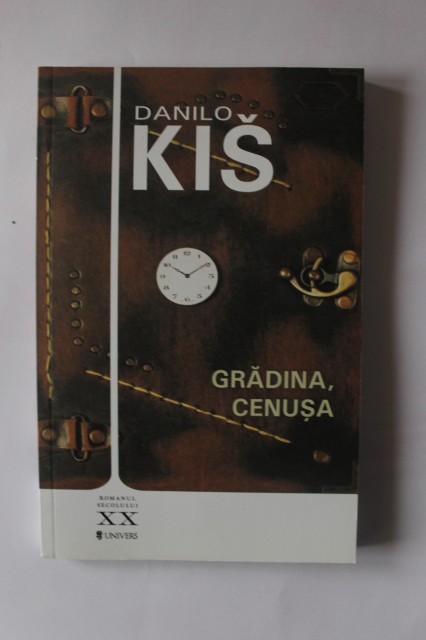 DANILO
KIŠ
GRĂDINA,
CENUȘA
ROMANUL
SECOLULUI
XX
UNIVERS